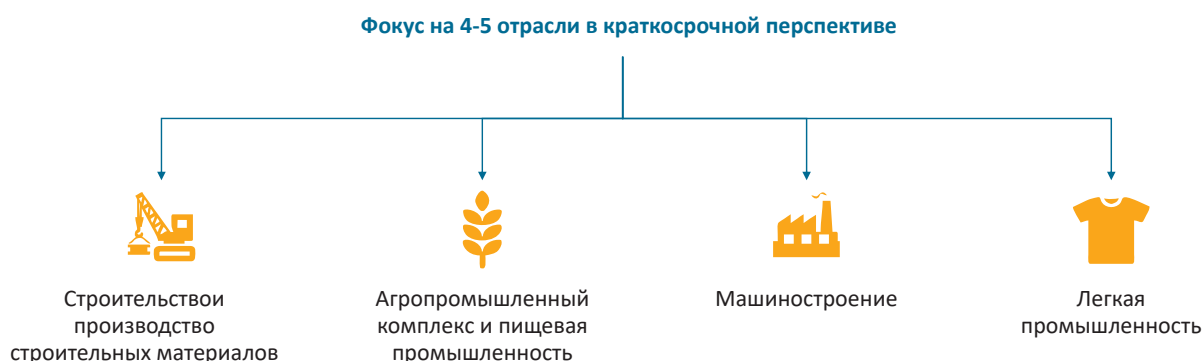 Фокус на 4-5 отрасли в краткосрочной перспективе
Строительствои
производство
строительных материалов
Агропромышленный
комплекс и пищевая
промышленность
Машиностроение
Легкая
промышленность